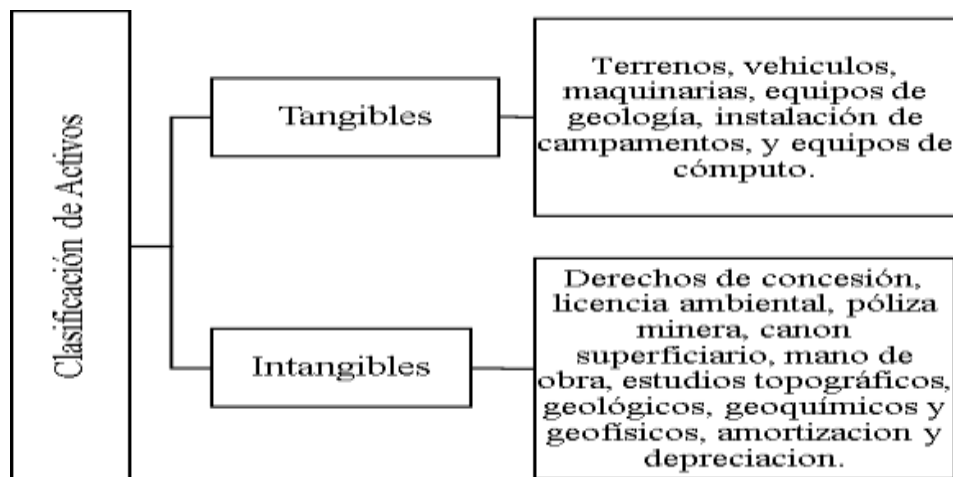 Clasificación de Activos
Tangibles
Terrenos, vehiculos,
maquinarias, equipos de
geología, instalación de
campamentos, y equipos de
cómputo.
Intangibles
Derechos de concesión,
licencia ambiental, póliza
minera, canon
superficiario, mano de
obra, estudios topográficos,
geológicos, geoquímicos y
geofísicos, amortizacion y
depreciacion.